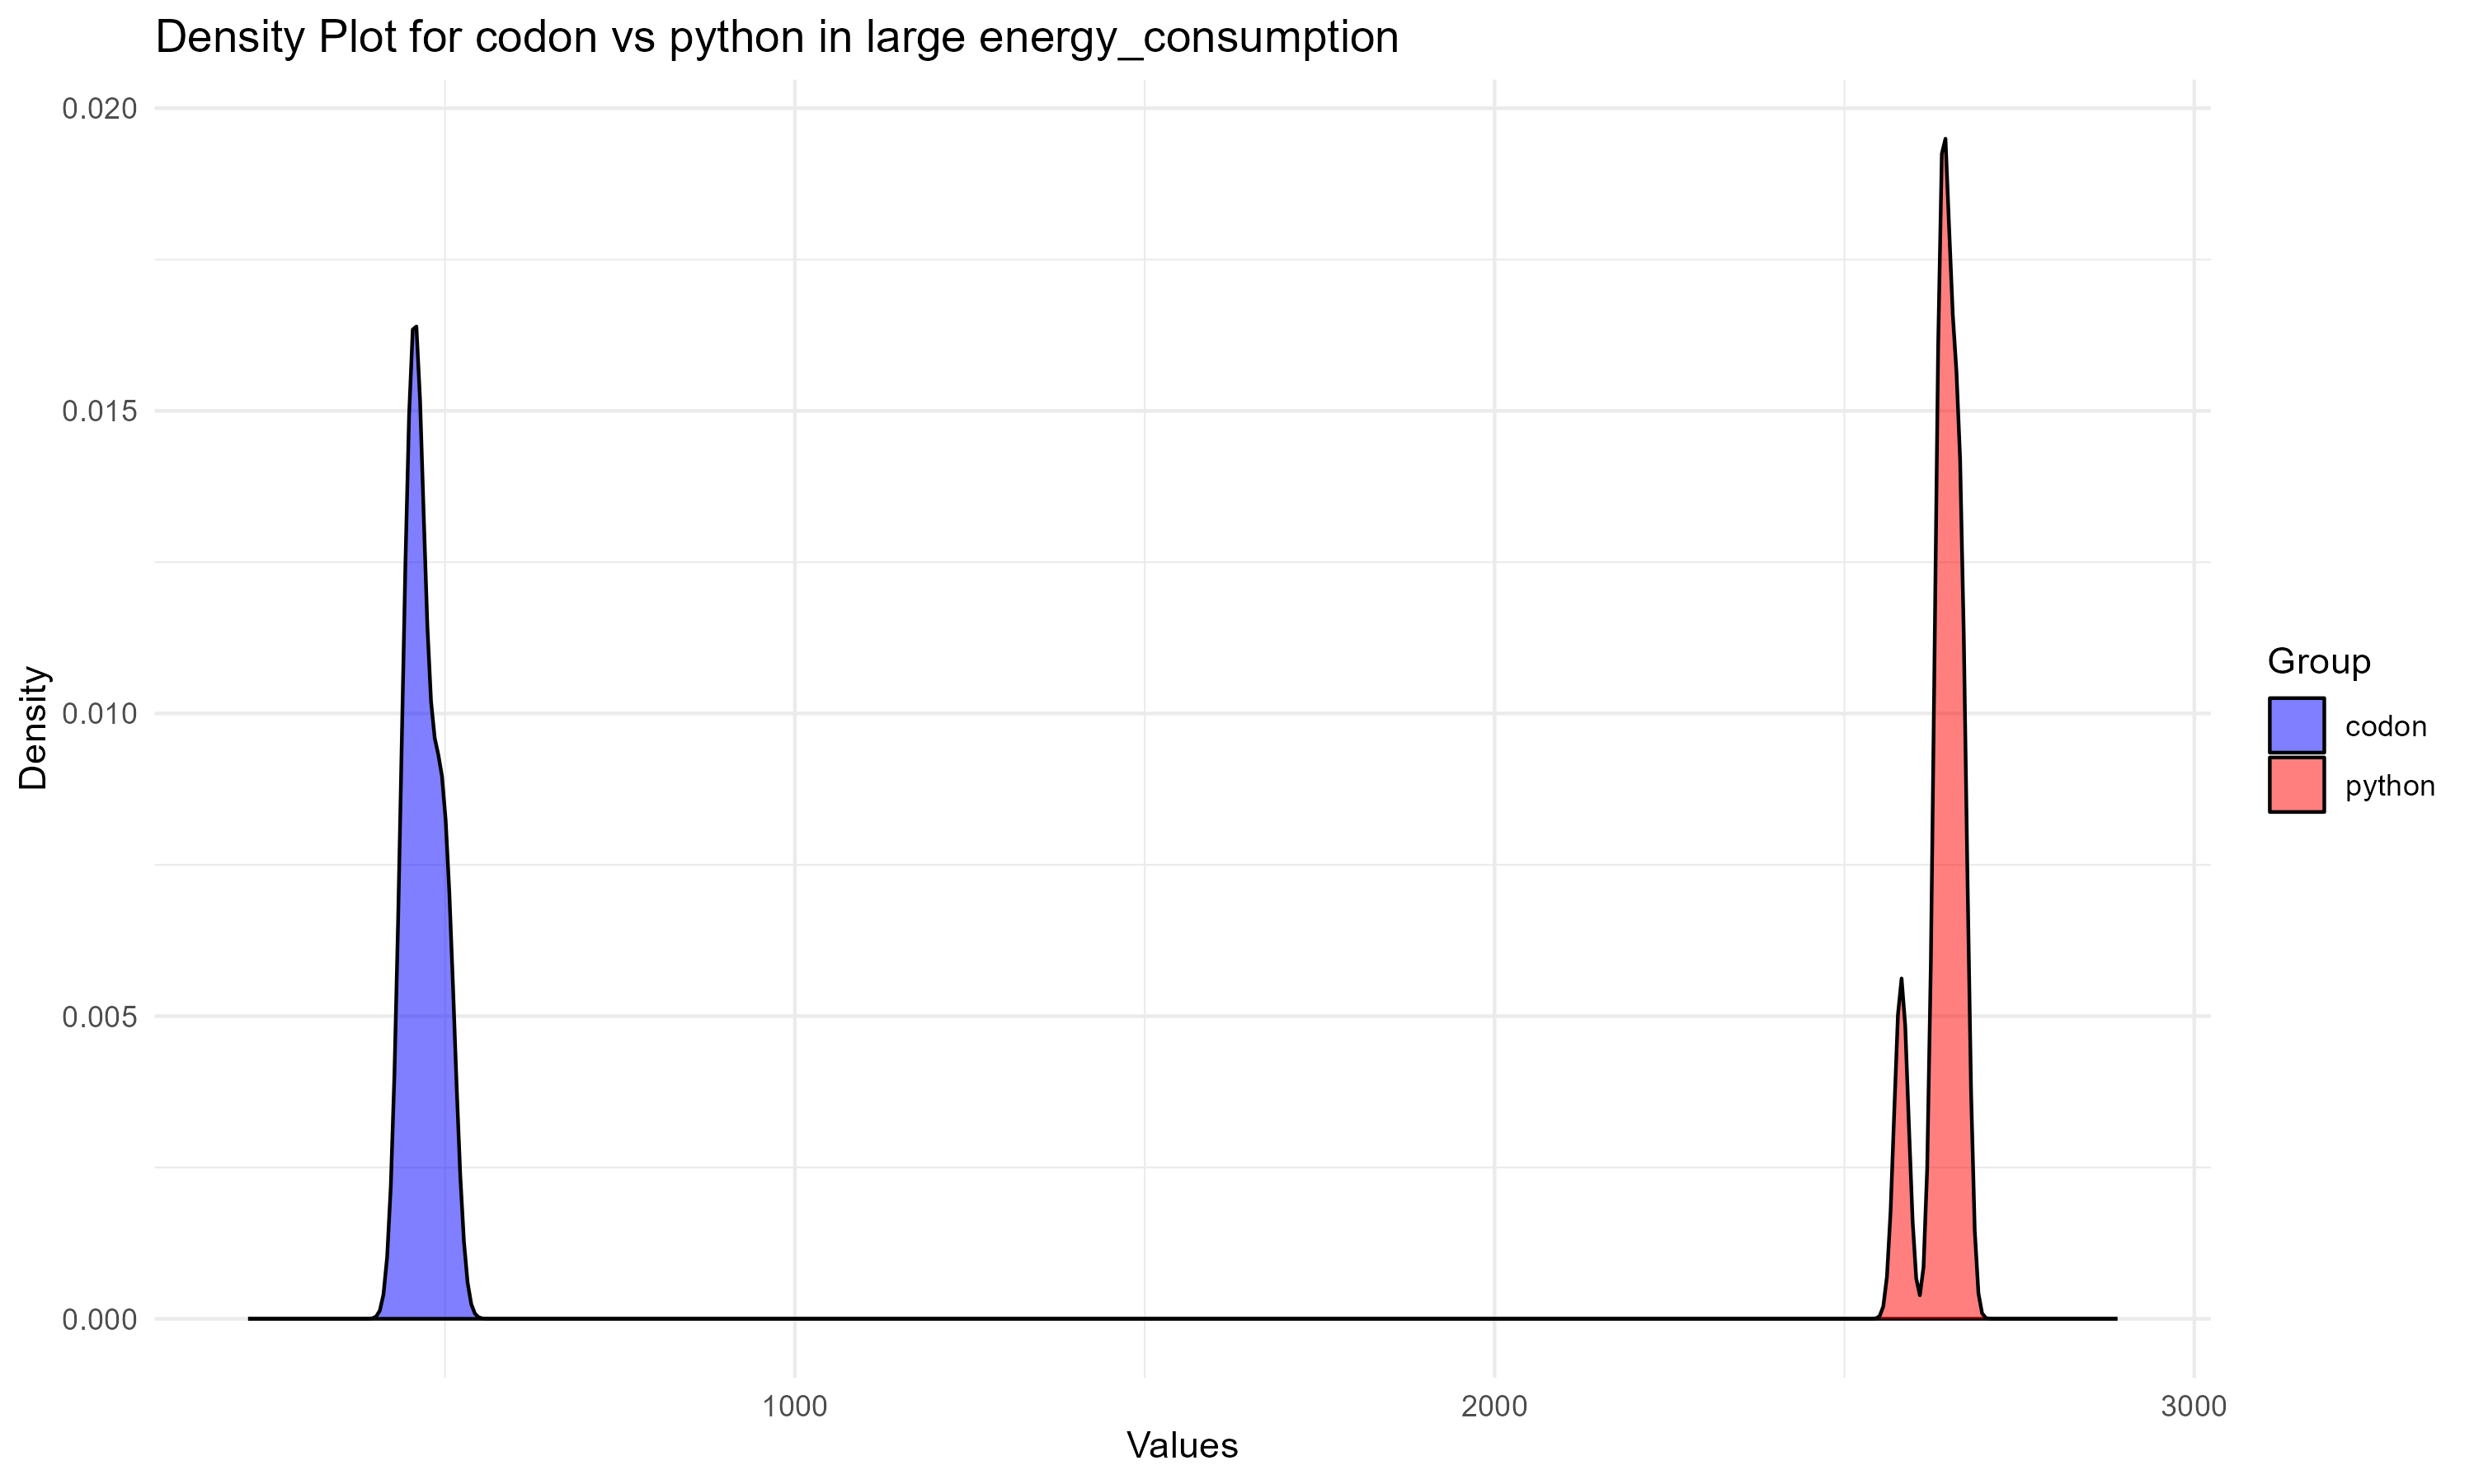 Density Plot for codon vs python in large energy_consumption
0.020
0.015
0.010
0.005
0.000
Density
1000
2000
3000
Values
Group
codon
python